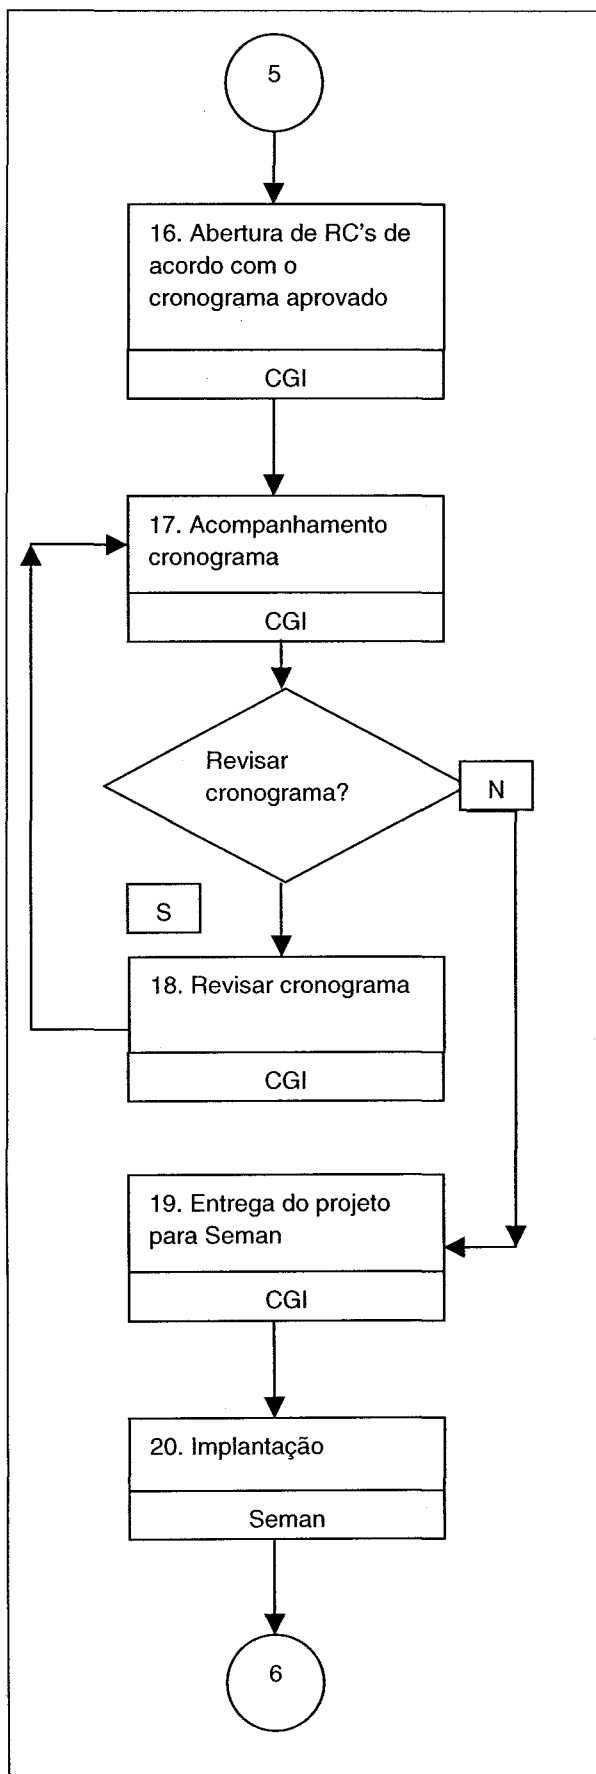 5
16. Abertura de RC's de
acordo com o
cronograma aprovado
CGI
17. Acompanhamento
cronograma
CGI
Revisar
cronograma?
N
S
18. Revisar cronograma
CGI
19. Entrega do projeto
para Seman
CGI
20. Implantação
Seman
6